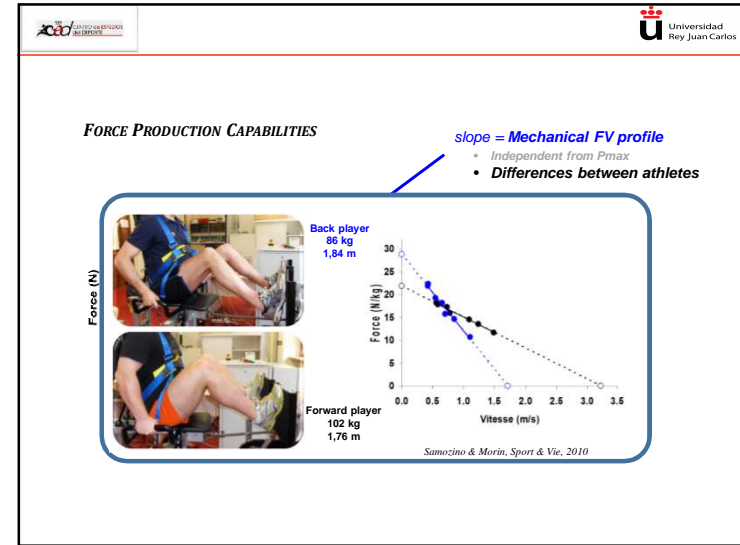 CENTRO de ESTUDIOS
del DEPORTE
Universidad
Rey Juan Carlos
FORCE PRODUCTION CAPABILITIES
slope = Mechanical FV profile
• Independent from Pmax
• Differences between athletes
Back player
86 kg
1,84 m
Force (N)
Forward player
102 kg
1,76 m
Force (N/kg)
30
25
20
15
10
5
0
0.0 0.5 1.0 1.5 2.0 2.5 3.0 3.5
Vitesse (m/s)
Samozino & Morin, Sport & Vie, 2010